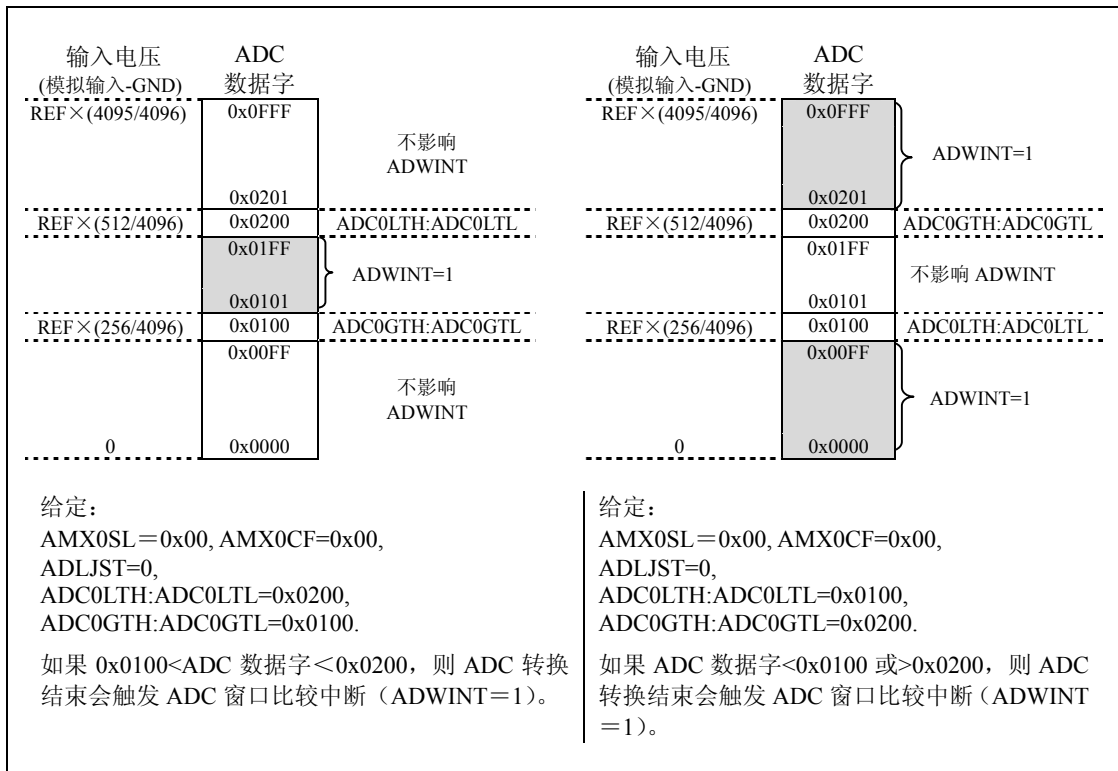 输入电压 ADC
(模拟输入-GND) 数据字
REF×(4095/4096) 0x0FFF
不影响
ADWINT
0x0201
REF×(512/4096) 0x0200 ADC0LTH:ADC0LTL
0x01FF
ADWINT=1
0x0101
REF×(256/4096) 0x0100 ADC0GTH:ADC0GTL
0x00FF
不影响
ADWINT
0 0x0000
给定：
AMX0SL＝0x00, AMX0CF=0x00,
ADLJST=0,
ADC0LTH:ADC0LTL=0x0200,
ADC0GTH:ADC0GTL=0x0100.
如果 0x0100<ADC 数据字＜0x0200，则 ADC 转换
结束会触发 ADC 窗口比较中断（ADWINT＝1）。
输入电压 ADC
(模拟输入-GND) 数据字
REF×(4095/4096) 0x0FFF
ADWINT=1
0x0201
REF×(512/4096) 0x0200 ADC0GTH:ADC0GTL
0x01FF
不影响 ADWINT
0x0101
REF×(256/4096) 0x0100 ADC0LTH:ADC0LTL
0x00FF
ADWINT=1
0 0x0000
给定：
AMX0SL＝0x00, AMX0CF=0x00,
ADLJST=0,
ADC0LTH:ADC0LTL=0x0100,
ADC0GTH:ADC0GTL=0x0200.
如果 ADC 数据字<0x0100 或>0x0200，则 ADC
转换结束会触发 ADC 窗口比较中断（ADWINT
＝1）。